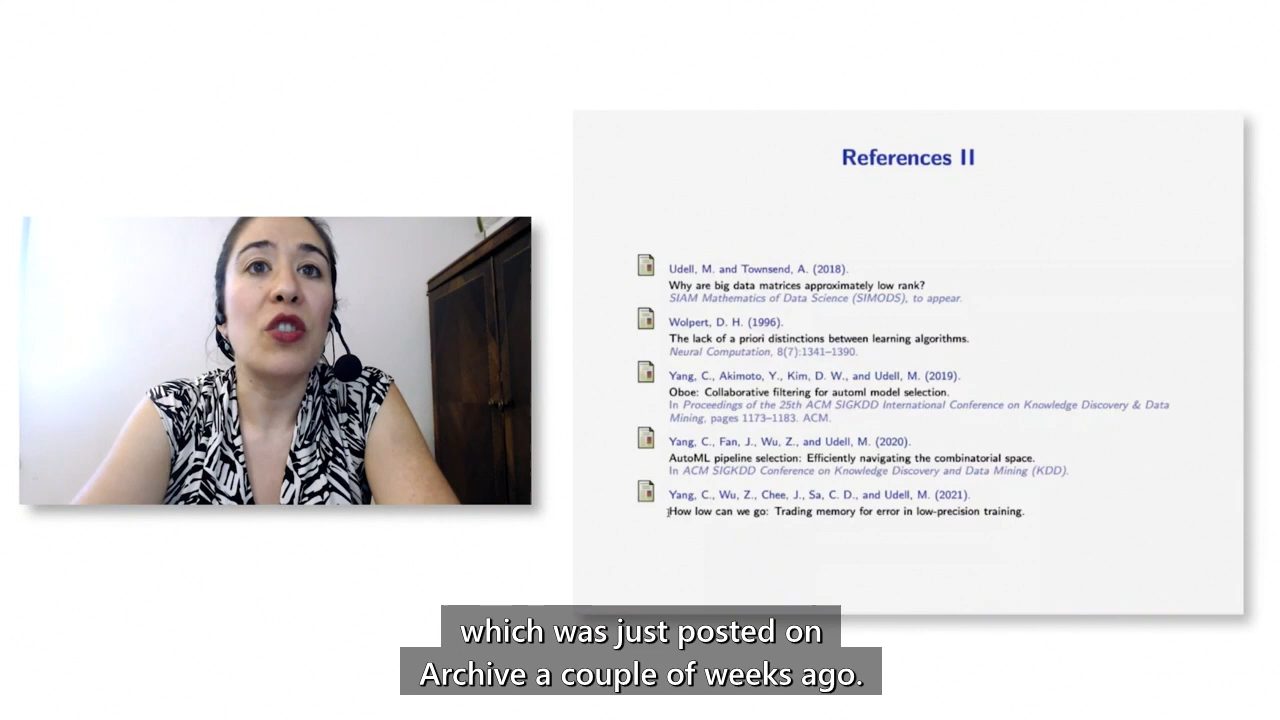 References II
Udell, M. and Townsend, A. (2018).
Why are big data matrices approximately low rank?
SIAM Mathematics of Data Science (SIMODS), to appear.
Wolpert, D. H. (1996).
The lack of a priori distinctions between learning algorithms.
Neural Computation, 8(7):1341–1390.
Yang, C., Akimoto, Y., Kim, D. W., and Udell, M. (2019).
Oboe: Collaborative filtering for automl model selection.
In Proceedings of the 25th ACM SIGKDD International Conference on Knowledge Discovery & Data
Mining, pages 1173–1183. ACM.
Yang, C., Fan, J., Wu, Z., and Udell, M. (2020).
AutoML pipeline selection: Efficiently navigating the combinatorial space.
In ACM SIGKDD Conference on Knowledge Discovery and Data Mining (KDD).
Yang, C., Wu, Z., Chee, J., Sa, C. D., and Udell, M. (2021).
How low can we go: Trading memory for error in low-precision training.
which was just posted on
Archive a couple of weeks ago.